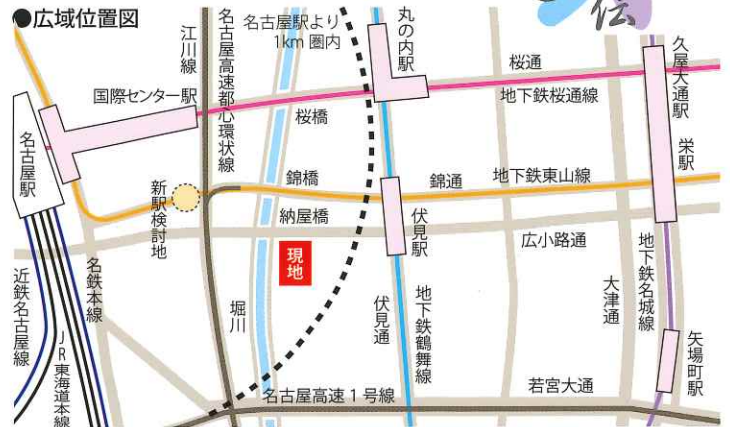 ●広域位置図
伝
名古屋駅より
1km 圏内
江川線
名古屋高速都心環状線
丸の内駅
桜通
久屋大通駅
国際センター駅
地下鉄桜通線
桜橋
名古屋駅
栄駅
新駅検討地
錦橋
錦通
地下鉄東山線
納屋橋
伏見駅
広小路通
現地
近鉄名古屋線
JR東海道本線
名鉄本線
堀川
伏見通
地下鉄鶴舞線
大津通
地下鉄名城線
矢場町駅
名古屋高速1号線
若宮大通